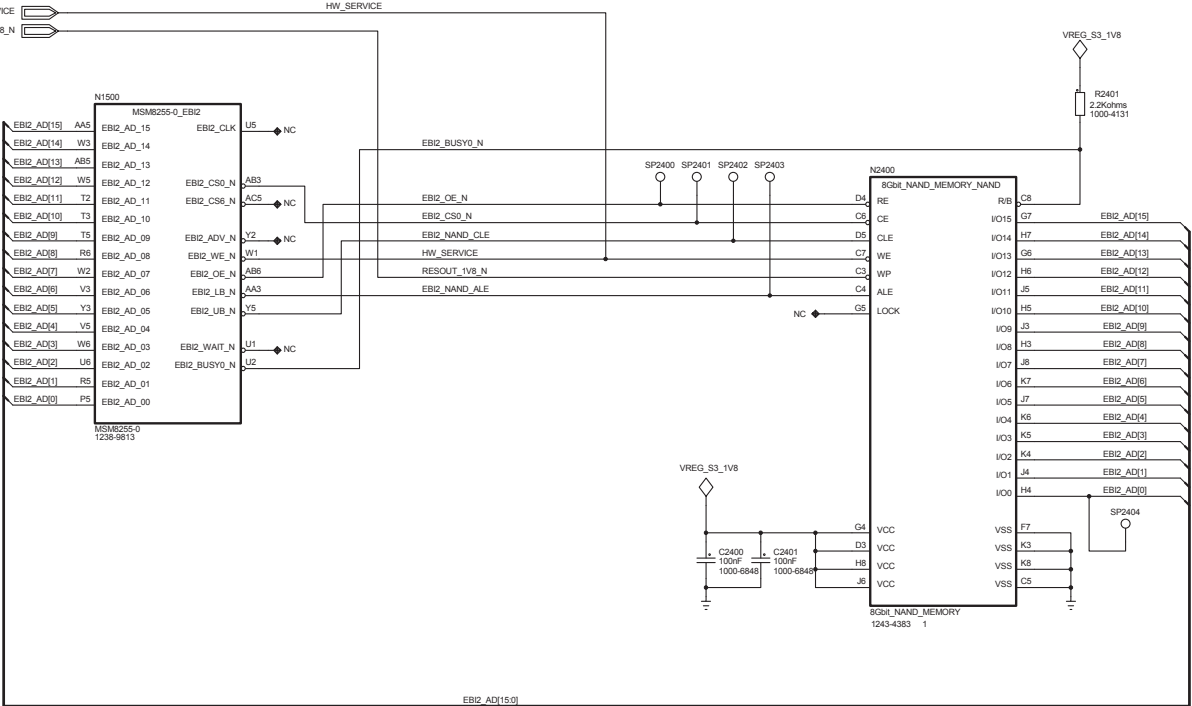 VICE
HW_SERVICE
8_N
VREG_S3_1V8
R2401
2.2Kohms
1000-4131
N1500
MSM8255-0_EBI2
EBI2_AD[15] AA5 EBI2_AD_15 EBI2_CLK U5 NC
EBI2_AD[14] W3 EBI2_AD_14
EBI2_AD[13] AB5 EBI2_AD_13
EBI2_AD[12] W5 EBI2_AD_12 EBI2_CS0_N AB3
EBI2_AD[11] T2 EBI2_AD_11 EBI2_CS6_N AC5 NC
EBI2_AD[10] T3 EBI2_AD_10
EBI2_AD[9] T5 EBI2_AD_09 EBI2_ADV_N Y2 NC
EBI2_AD[8] R6 EBI2_AD_08 EBI2_WE_N W1
EBI2_AD[7] W2 EBI2_AD_07 EBI2_OE_N AB6
EBI2_AD[6] V3 EBI2_AD_06 EBI2_LB_N AA3
EBI2_AD[5] Y3 EBI2_AD_05 EBI2_UB_N Y5
EBI2_AD[4] V5 EBI2_AD_04
EBI2_AD[3] W6 EBI2_AD_03 EBI2_WAIT_N U1 NC
EBI2_AD[2] U6 EBI2_AD_02 EBI2_BUSY0_N U2
EBI2_AD[1] R5 EBI2_AD_01
EBI2_AD[0] P5 EBI2_AD_00
MSM8255-0
1238-9813
EBI2_BUSY0_N
SP2400 SP2401 SP2402 SP2403
EBI2_OE_N
EBI2_CS0_N
EBI2_NAND_CLE
HW_SERVICE
RESOUT_1V8_N
EBI2_NAND_ALE
NC
N2400
8Gbit_NAND_MEMORY_NAND
D4 RE R/B C8
C6 CE I/O15 G7 EBI2_AD[15]
D5 CLE I/O14 H7 EBI2_AD[14]
C7 WE I/O13 G6 EBI2_AD[13]
C3 WP I/O12 H6 EBI2_AD[12]
C4 ALE I/O11 J5 EBI2_AD[11]
G5 LOCK I/O10 H5 EBI2_AD[10]
I/O9 J3 EBI2_AD[9]
I/O8 H3 EBI2_AD[8]
I/O7 J8 EBI2_AD[7]
I/O6 K7 EBI2_AD[6]
I/O5 J7 EBI2_AD[5]
I/O4 K6 EBI2_AD[4]
I/O3 K5 EBI2_AD[3]
I/O2 K4 EBI2_AD[2]
I/O1 J4 EBI2_AD[1]
I/O0 H4 EBI2_AD[0]
SP2404
VREG_S3_1V8
C2400
100nF
1000-6848
C2401
100nF
1000-6848
G4 VCC VSS F7
D3 VCC VSS K3
H8 VCC VSS K8
J6 VCC VSS C5
8Gbit_NAND_MEMORY
1243-4383 1
EBI2_AD[15:0]